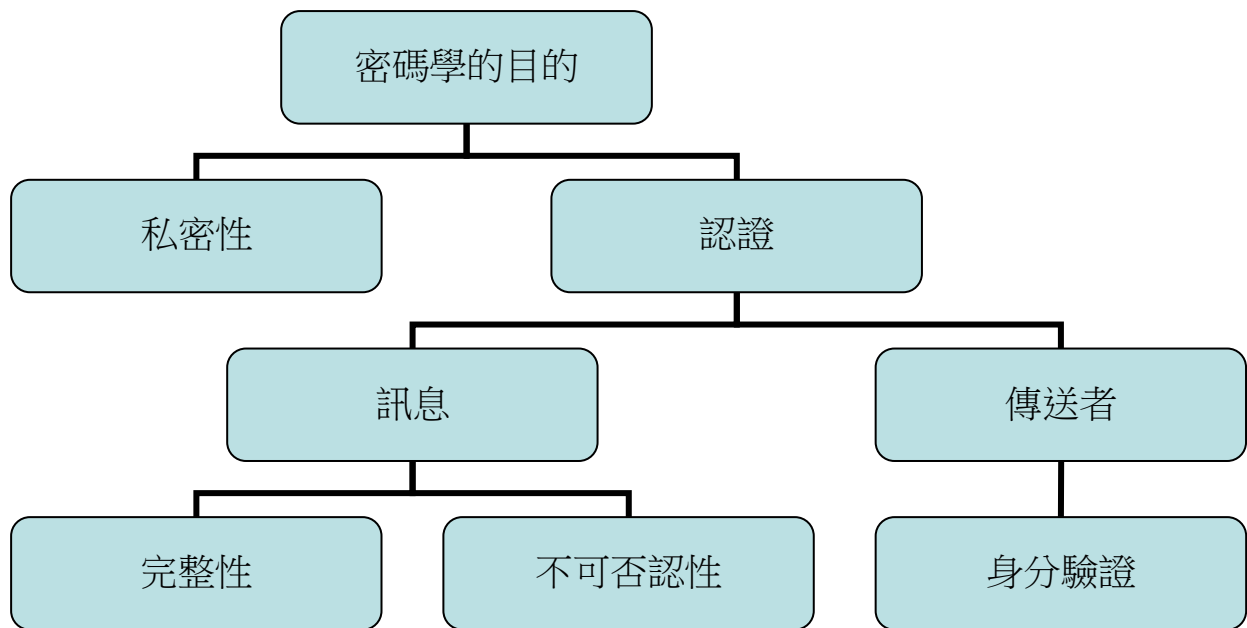 密碼學的目的
私密性
認證
訊息
傳送者
完整性
不可否認性
身分驗證